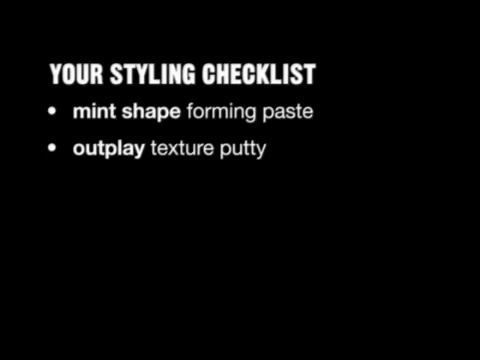 YOUR STYLING CHECKLIST
• mint shape forming paste
• outplay texture putty